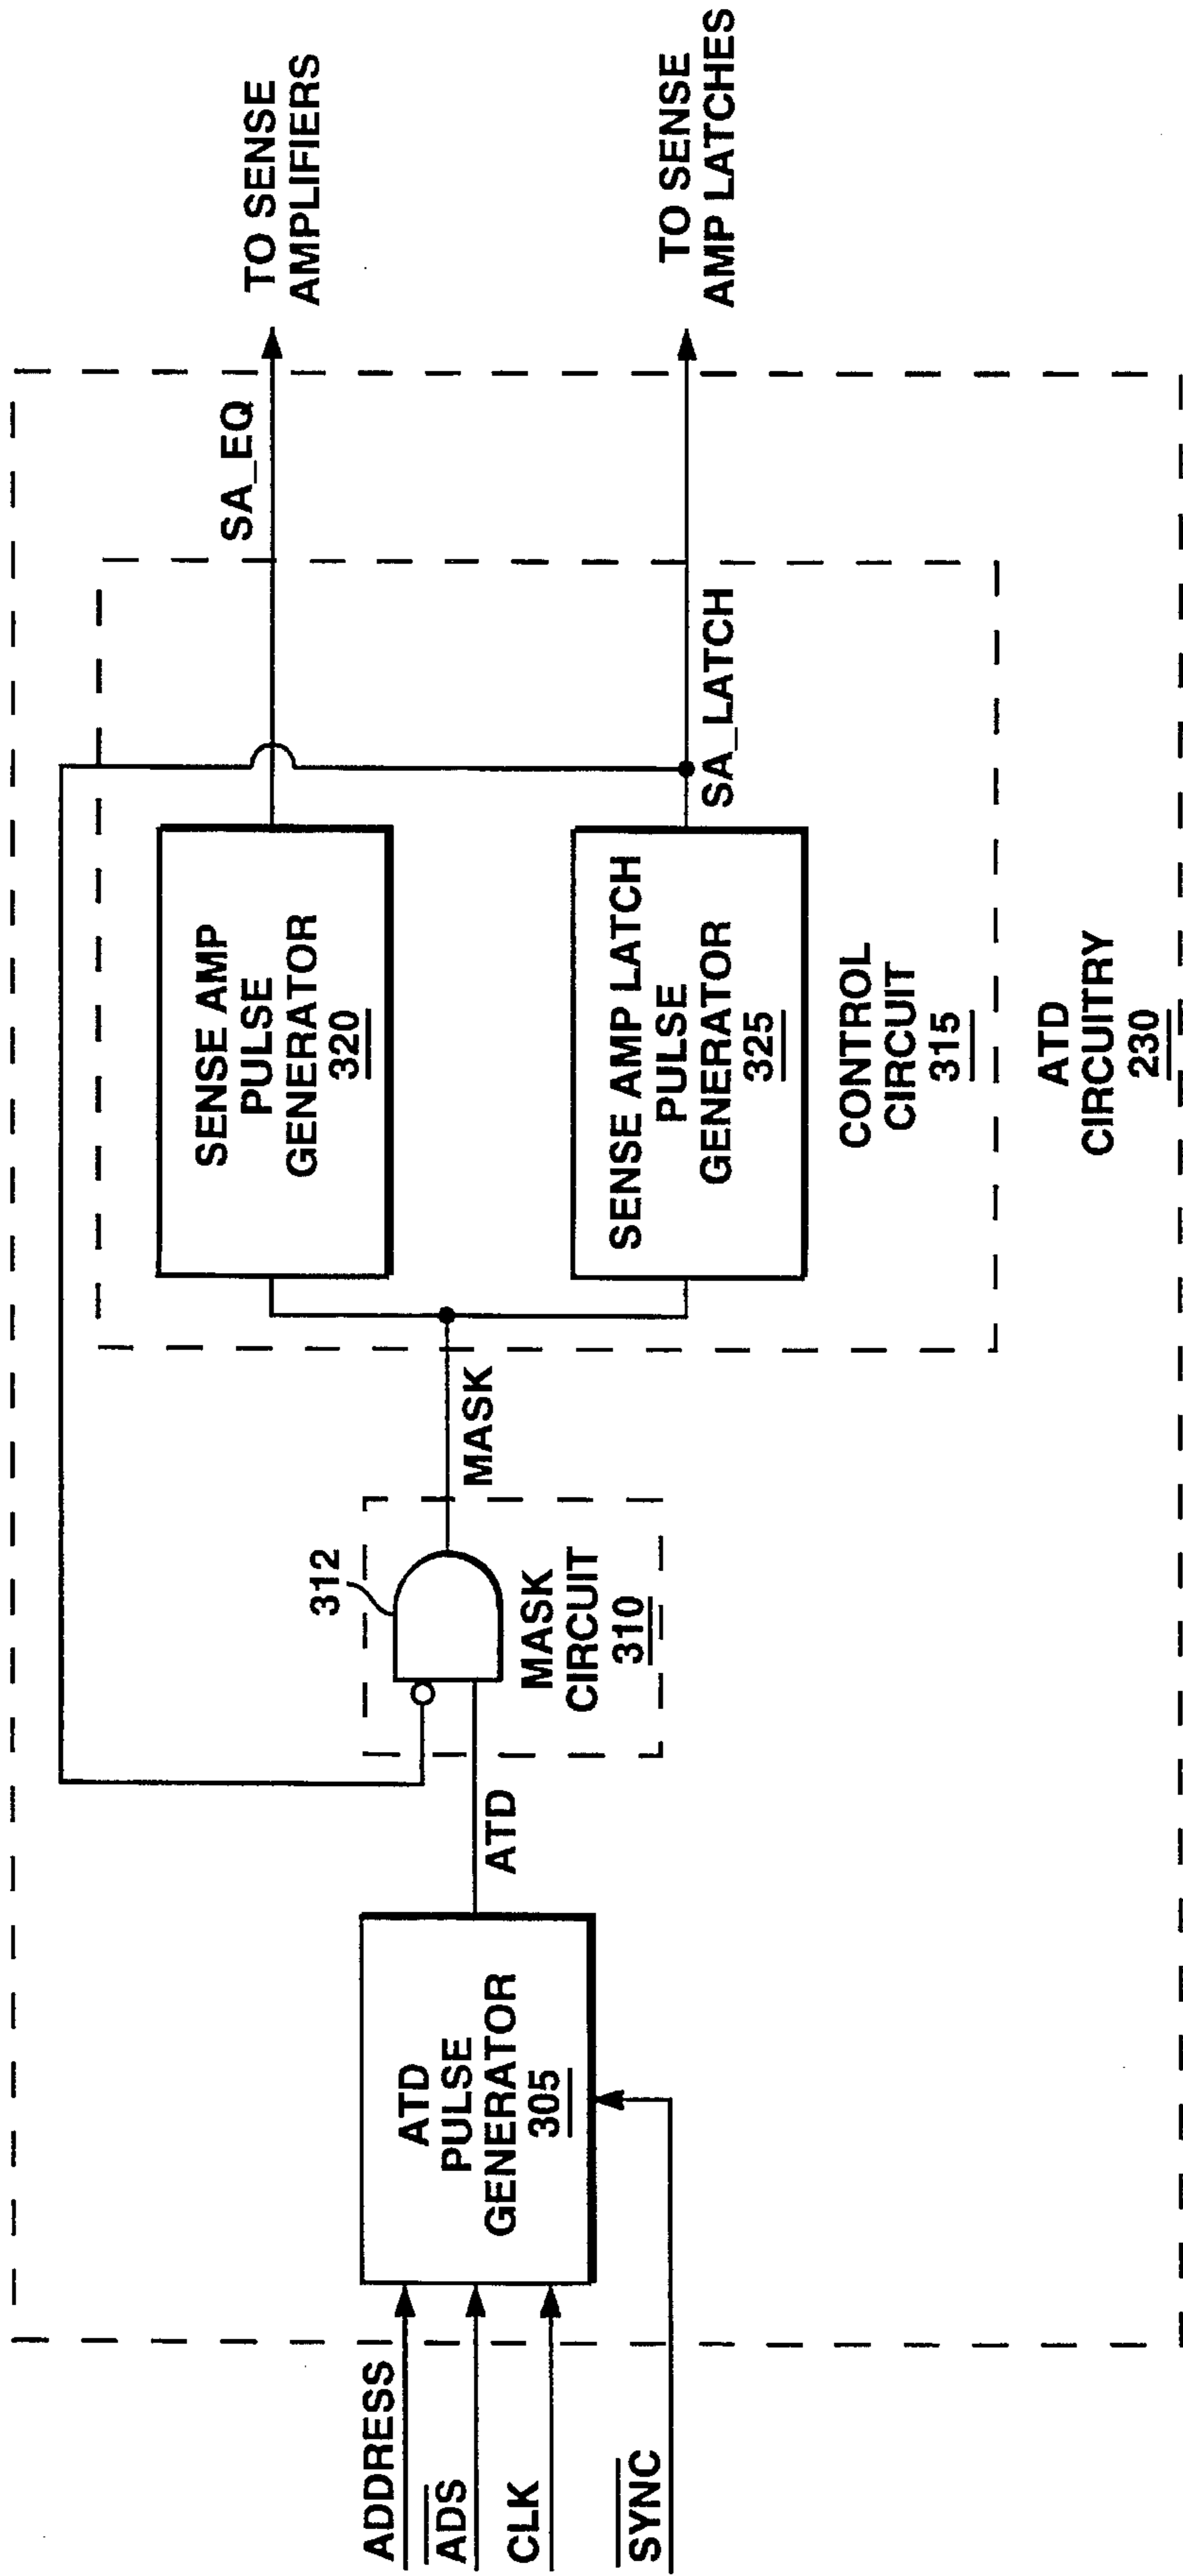 ADDRESS
ADS
CLK
SYNC
ATD
PULSE
GENERATOR
305
ATD
312
MASK
CIRCUIT
310
MASK
SENSE AMP
PULSE
GENERATOR
320
SENSE AMP LATCH
PULSE
GENERATOR
325
CONTROL
CIRCUIT
315
ATD
CIRCUITRY
230
SA_EQ
SA_LATCH
TO SENSE
AMPLIFIERS
TO SENSE
AMP LATCHES